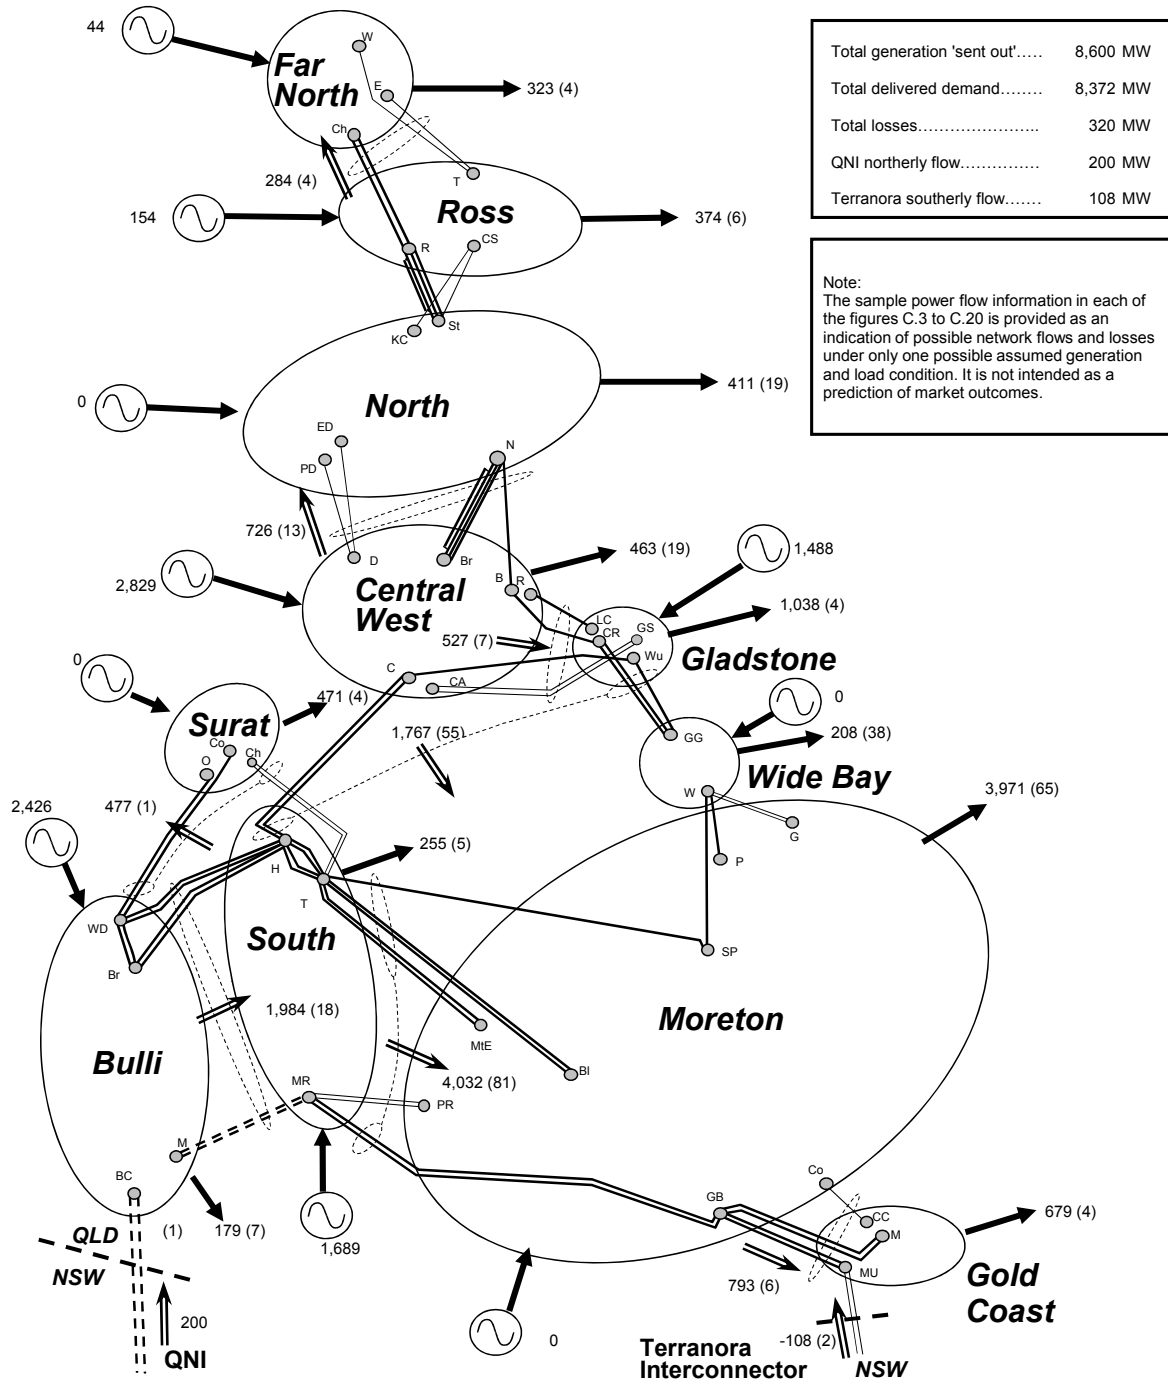 44
W
Far
North
E
323 (4)
Ch
284 (4)
T
154
Ross
374 (6)
R
CS
St
KC
Total generation 'sent out'..... 8,600 MW
Total delivered demand........ 8,372 MW
Total losses..................... 320 MW
QNI northerly flow.............. 200 MW
Terranora southerly flow....... 108 MW
Note:
The sample power flow information in each of
the figures C.3 to C.20 is provided as an
indication of possible network flows and losses
under only one possible assumed generation
and load condition. It is not intended as a
prediction of market outcomes.
0
North
411 (19)
ED
PD
N
726 (13)
D
Br
463 (19)
1,488
2,829
Central
West
B
R
1,038 (4)
LC
CR
GS
Wu
527 (7)
Gladstone
C
CA
0
471 (4)
Surat
Co
Ch
O
1,767 (55)
0
GG
208 (38)
Wide Bay
W
G
P
3,971 (65)
2,426
477 (1)
255 (5)
H
T
WD
Br
South
SP
1,984 (18)
Moreton
MtE
BI
Bulli
4,032 (81)
MR
PR
M
BC
QLD
(1)
179 (7)
NSW
1,689
200
QNI
Co
CC
GB
M
MU
679 (4)
793 (6)
Gold
Coast
0
-108 (2)
Terranora
Interconnector
NSW